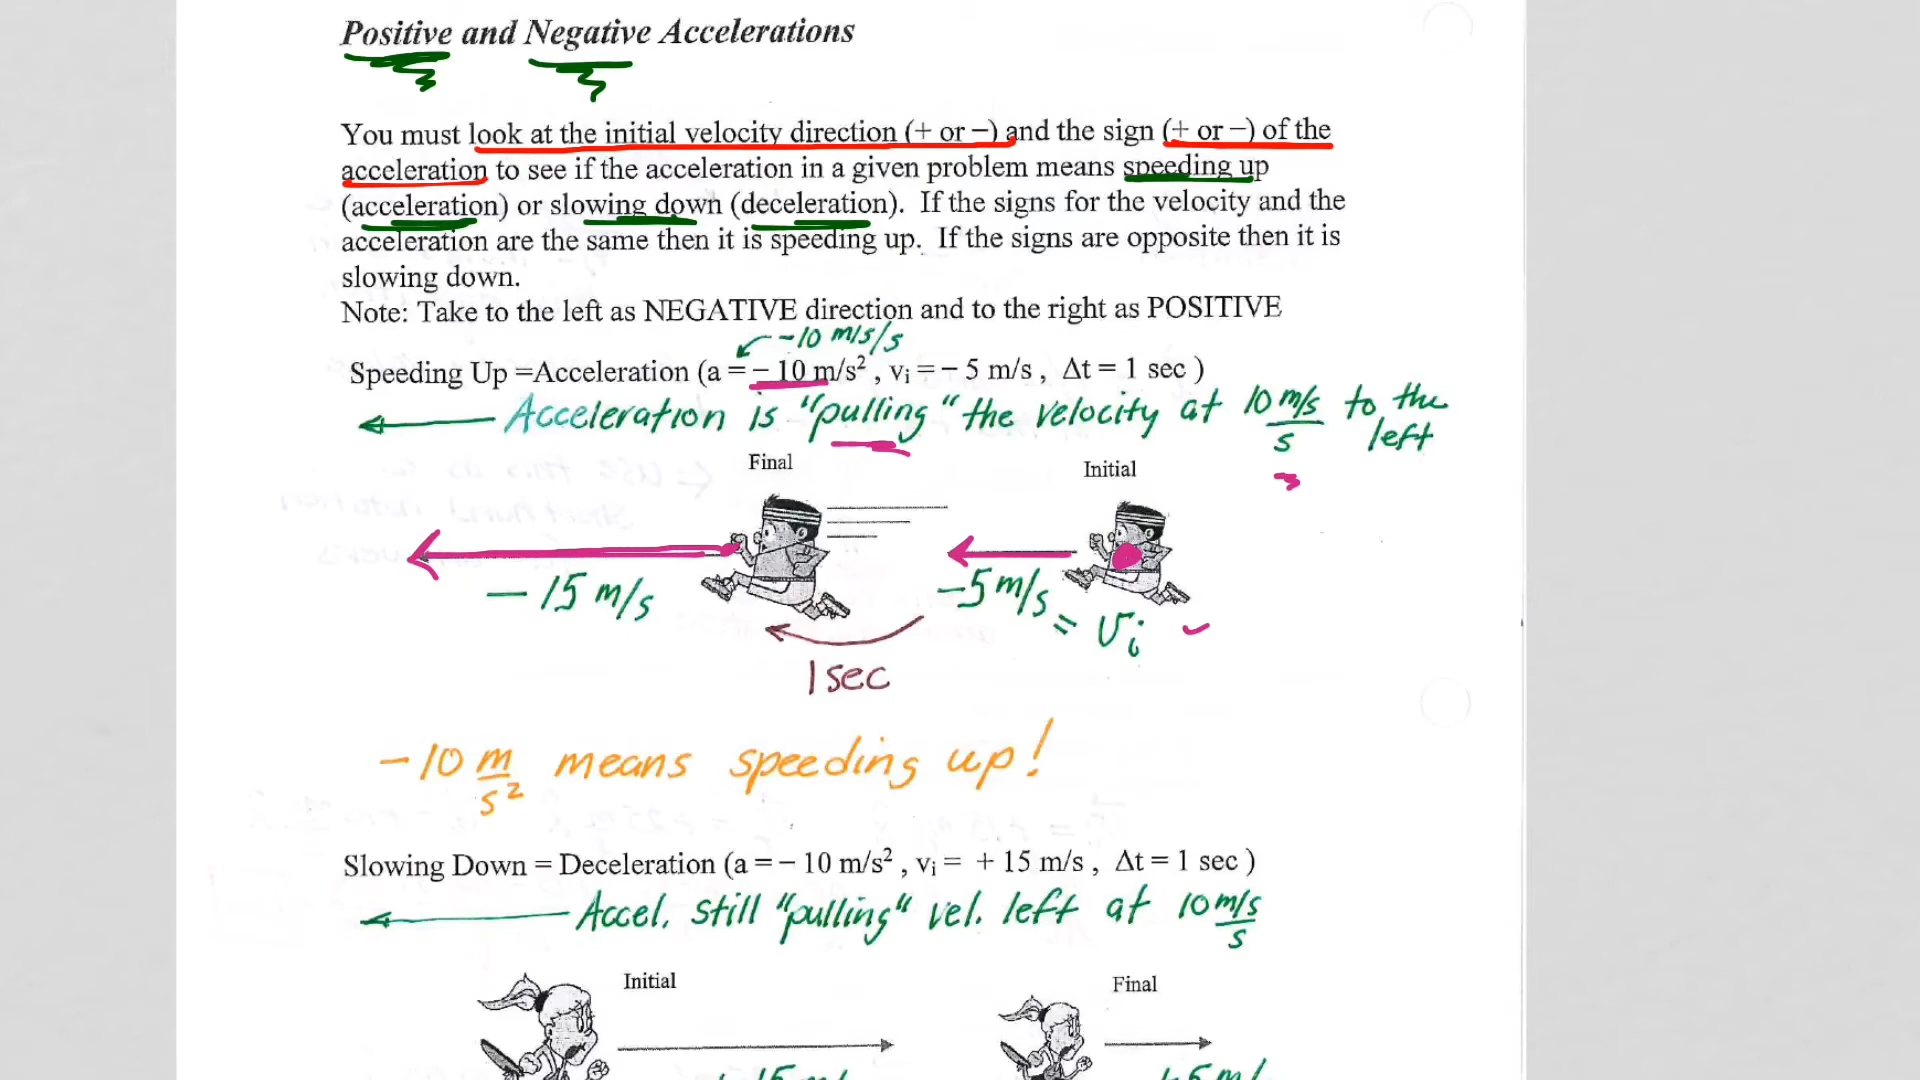 Positive and Negative Accelerations
You must look at the initial velocity direction (+ or −) and the sign (+ or −) of the
acceleration to see if the acceleration in a given problem means speeding up
(acceleration) or slowing down (deceleration). If the signs for the velocity and the
acceleration are the same then it is speeding up. If the signs are opposite then it is
slowing down.
Note: Take to the left as NEGATIVE direction and to the right as POSITIVE
-10 m/s/s
Speeding Up =Acceleration (a = − 10 m/s² , vᵢ = − 5 m/s , Δt = 1 sec )
Acceleration is "pulling" the velocity at 10 m/s/s to the left
Final
Initial
-15 m/s
-5 m/s = vᵢ
1 sec
-10 m/s² means speeding up!
Slowing Down = Deceleration (a = − 10 m/s² , vᵢ = + 15 m/s , Δt = 1 sec )
Accel. still "pulling" vel. left at 10 m/s/s
Initial
Final